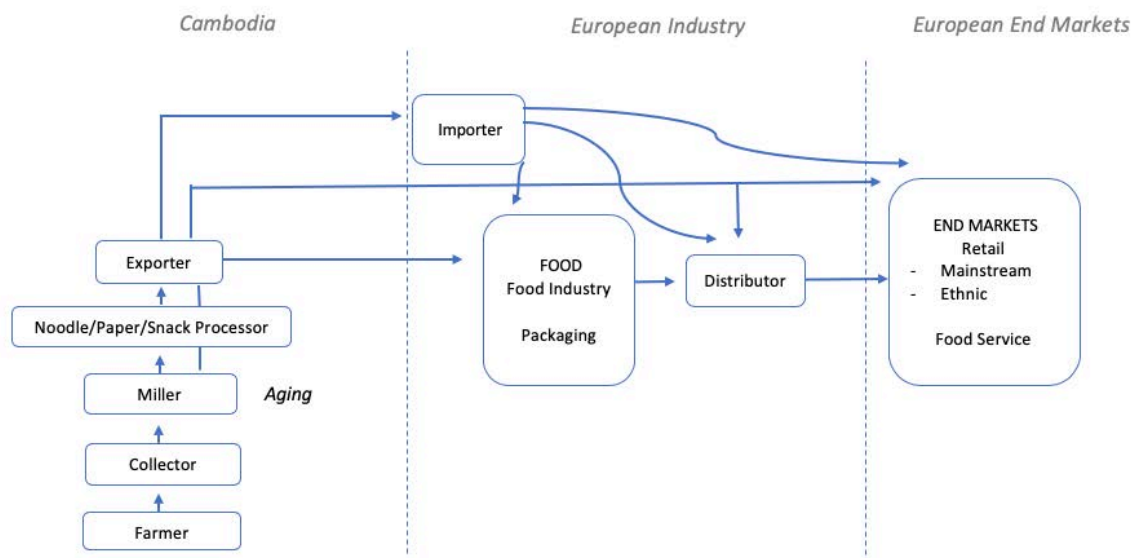 Cambodia
European Industry
European End Markets
Importer
Exporter
Noodle/Paper/Snack Processor
Miller
Aging
Collector
Farmer
FOOD
Food Industry
Packaging
Distributor
END MARKETS
Retail
- Mainstream
- Ethnic
Food Service